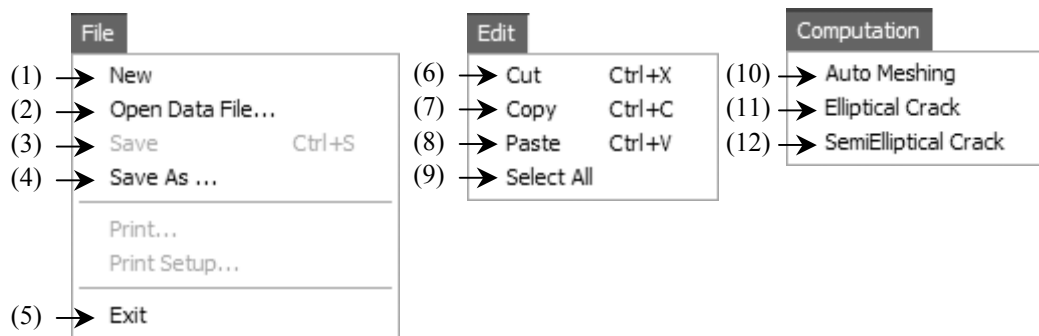 File
(1) New
(2) Open Data File...
(3) Save Ctrl+S
(4) Save As ...
Print...
Print Setup...
(5) Exit
Edit
(6) Cut Ctrl+X
(7) Copy Ctrl+C
(8) Paste Ctrl+V
(9) Select All
Computation
(10) Auto Meshing
(11) Elliptical Crack
(12) SemiElliptical Crack